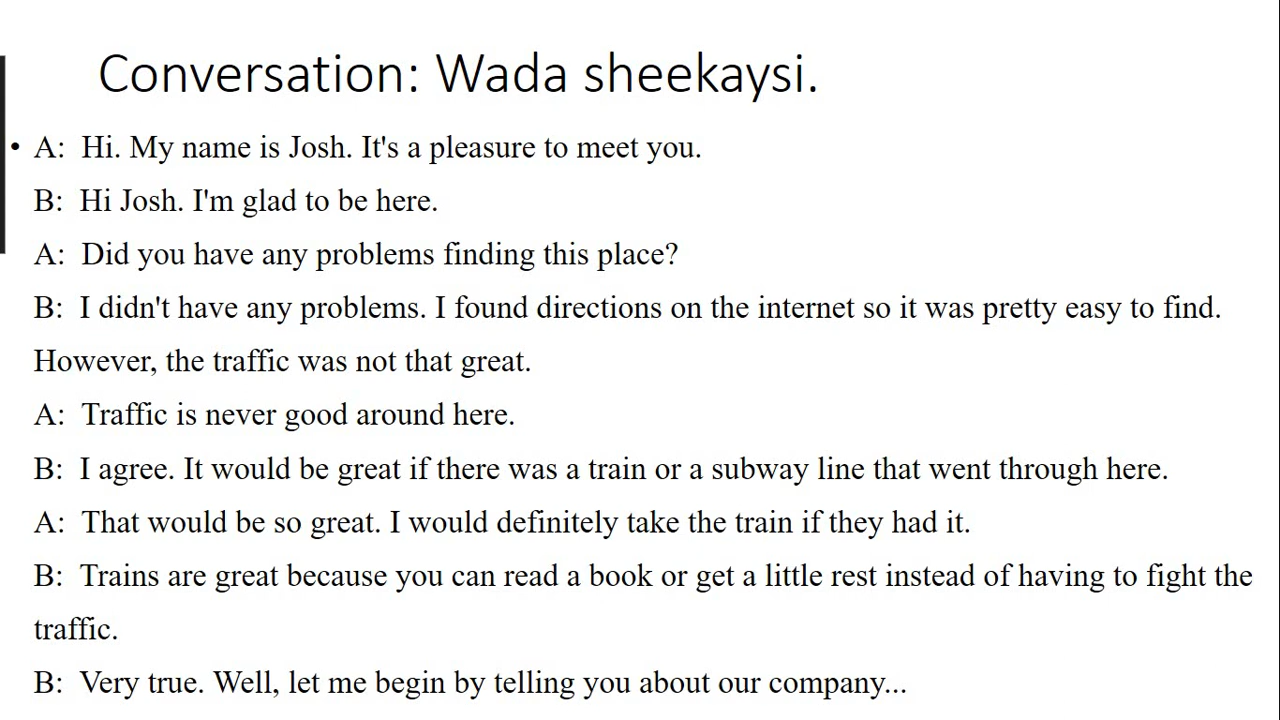 Conversation: Wada sheekaysi.
• A:  Hi. My name is Josh. It's a pleasure to meet you.
B:  Hi Josh. I'm glad to be here.
A:  Did you have any problems finding this place?
B:  I didn't have any problems. I found directions on the internet so it was pretty easy to find.
However, the traffic was not that great.
A:  Traffic is never good around here.
B:  I agree. It would be great if there was a train or a subway line that went through here.
A:  That would be so great. I would definitely take the train if they had it.
B:  Trains are great because you can read a book or get a little rest instead of having to fight the
traffic.
B:  Very true. Well, let me begin by telling you about our company...